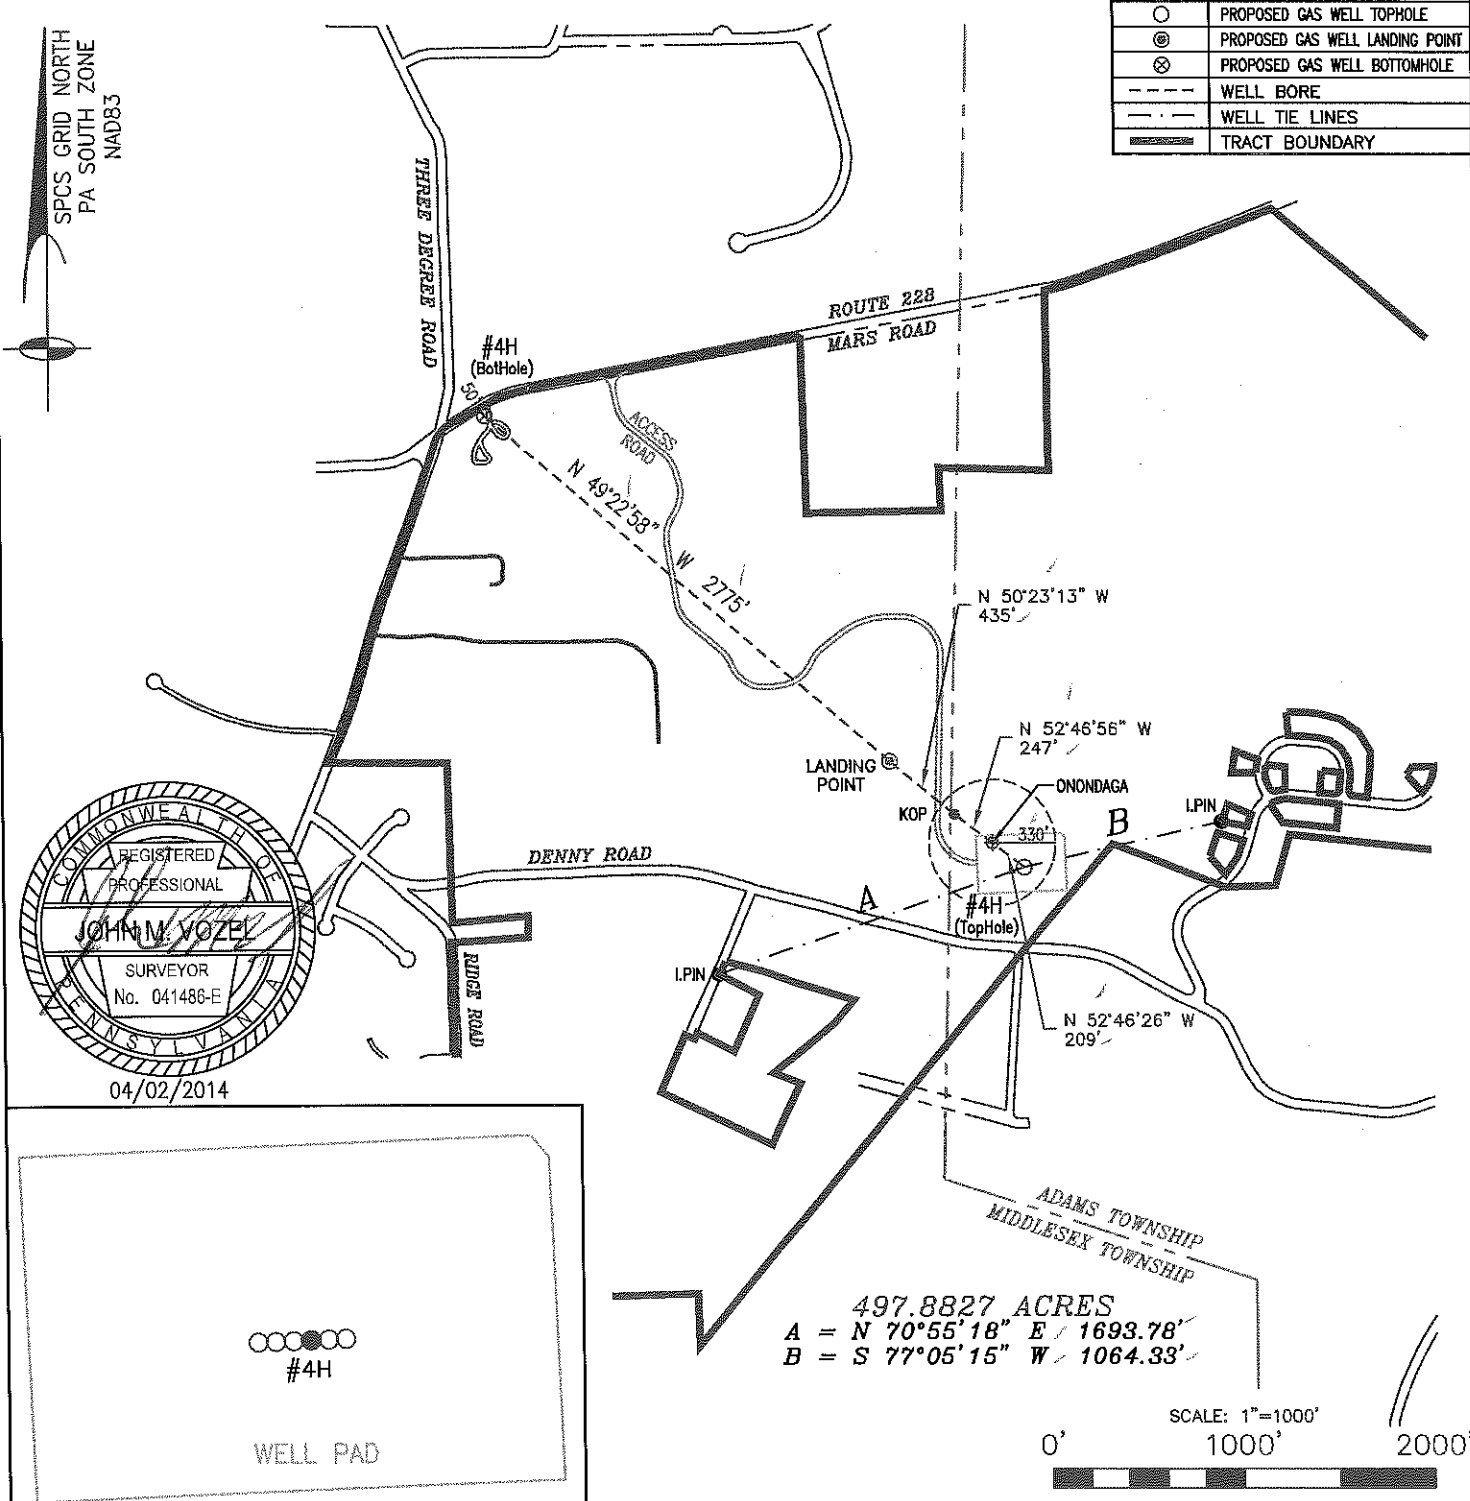 PROPOSED GAS WELL TOPHOLE
PROPOSED GAS WELL LANDING POINT
PROPOSED GAS WELL BOTTOMHOLE
WELL BORE
WELL TIE LINES
TRACT BOUNDARY
SPCS GRID NORTH
PA SOUTH ZONE
NAD83
THREE DEGREE ROAD
ROUTE 228
MARS ROAD
#4H
(BotHole)
50'
ACCESS
ROAD
N 49°22'58" W 2775'
N 50°23'13" W
435'
N 52°46'56" W
247'
LANDING
POINT
ONONDAGA
KOP
330'
I.PIN
B
DENNY ROAD
A
#4H
(TopHole)
I.PIN
RIDGE ROAD
N 52°46'26" W
209'
COMMONWEALTH OF
REGISTERED
PROFESSIONAL
JOHN M. VOZEL
SURVEYOR
No. 041486-E
PENNSYLVANIA
04/02/2014
ADAMS TOWNSHIP
MIDDLESEX TOWNSHIP
497.8827 ACRES
A = N 70°55'18" E 1693.78'
B = S 77°05'15" W 1064.33'
#4H
WELL PAD
SCALE: 1"=1000'
0' 1000' 2000'